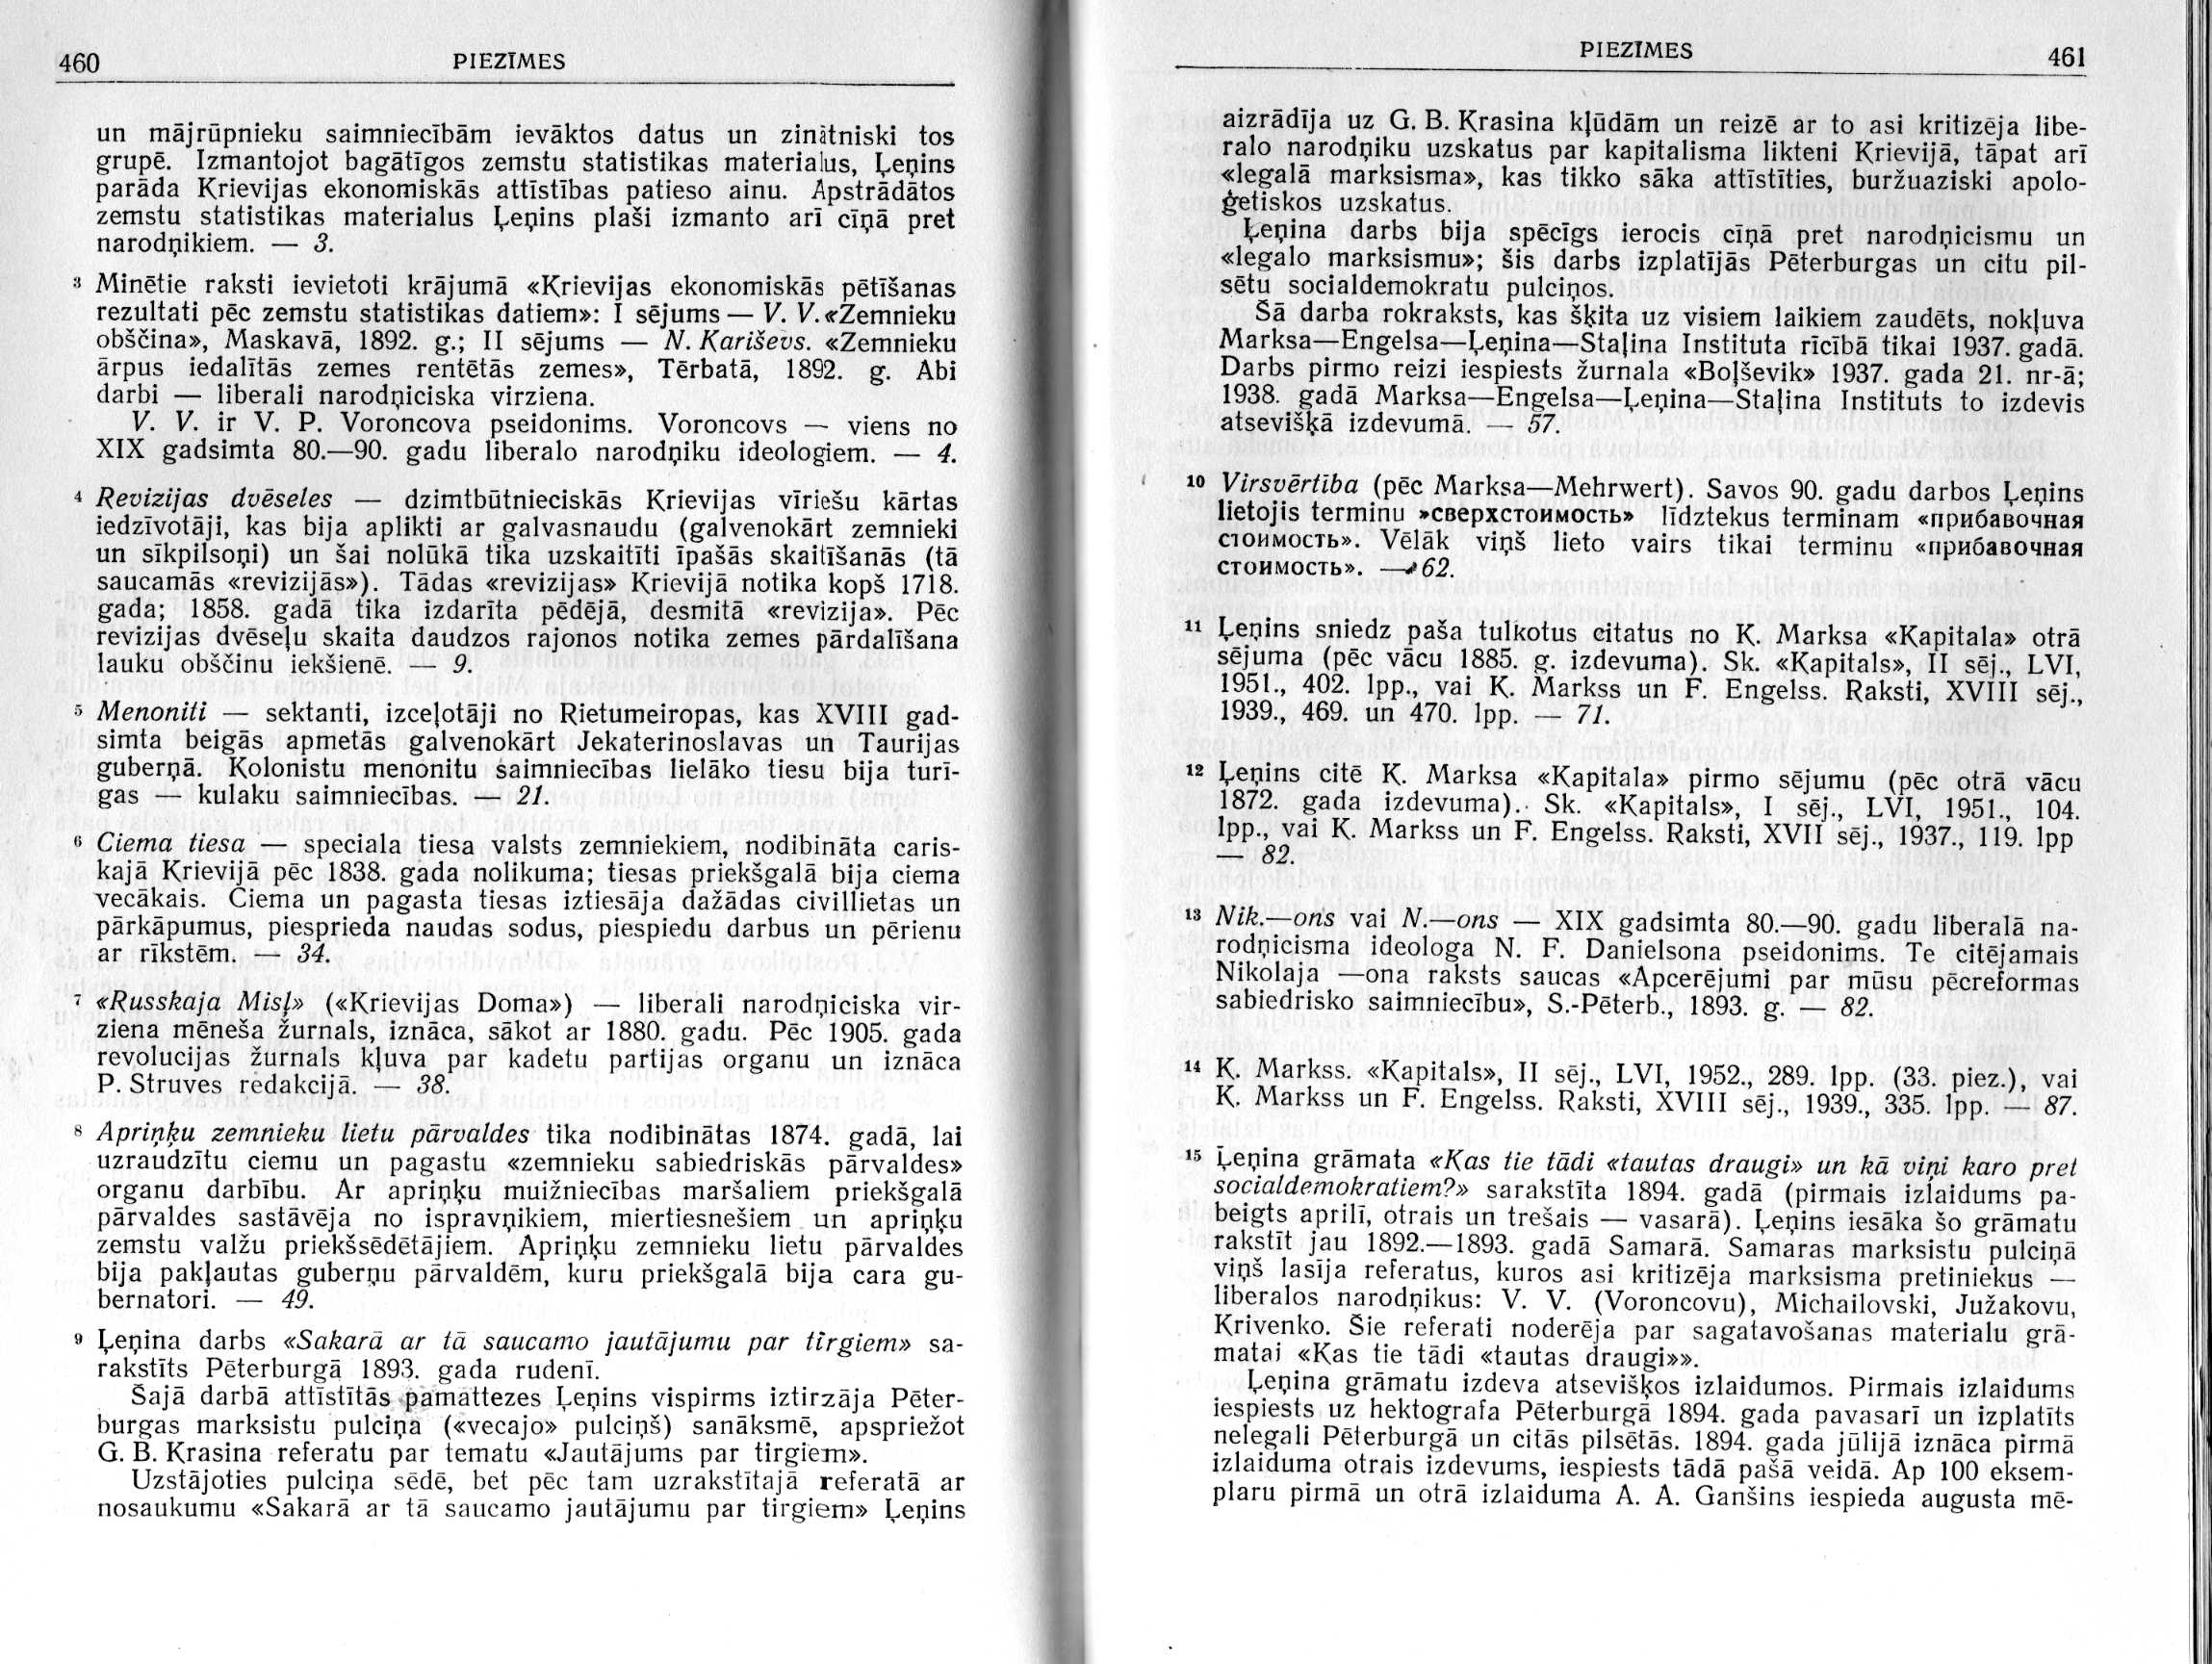 460
PIEZĪMES
un mājrūpnieku saimniecībām ievāktos datus un zinātniski tos
grupē. Izmantojot bagātīgos zemstu statistikas materialus, Ļeņins
parāda Krievijas ekonomiskās attīstības patieso ainu. Apstrādātos
zemstu statistikas materialus Ļeņins plaši izmanto arī cīņā pret
narodņikiem. — 3.
3 Minētie raksti ievietoti krājumā «Krievijas ekonomiskās pētīšanas
rezultati pēc zemstu statistikas datiem»: I sējums — V. V. «Zemnieku
obščina», Maskavā, 1892. g.; II sējums — N. Kariševs. «Zemnieku
ārpus iedalītās zemes rentētās zemes», Tērbatā, 1892. g. Abi
darbi — liberali narodņiciska virziena.
V. V. ir V. P. Voroncova pseidonims. Voroncovs — viens no
XIX gadsimta 80.—90. gadu liberalo narodņiku ideologiem. — 4.
4 Revizijas dvēseles — dzimtbūtnieciskās Krievijas vīriešu kārtas
iedzīvotāji, kas bija aplikti ar galvasnaudu (galvenokārt zemnieki
un sīkpilsoņi) un šai nolūkā tika uzskaitīti īpašās skaitīšanās (tā
saucamās «revizijās»). Tādas «revizijas» Krievijā notika kopš 1718.
gada; 1858. gadā tika izdarīta pēdējā, desmitā «revizija». Pēc
revizijas dvēseļu skaita daudzos rajonos notika zemes pārdalīšana
lauku obščinu iekšienē. — 9.
5 Menoniti — sektanti, izceļotāji no Rietumeiropas, kas XVIII gad-
simta beigās apmetās galvenokārt Jekaterinoslavas un Taurijas
guberņā. Kolonistu menonitu saimniecības lielāko tiesu bija turī-
gas — kulaku saimniecības. — 21.
6 Ciema tiesa — speciala tiesa valsts zemniekiem, nodibināta caris-
kajā Krievijā pēc 1838. gada nolikuma; tiesas priekšgalā bija ciema
vecākais. Ciema un pagasta tiesas iztiesāja dažādas civillietas un
pārkāpumus, piesprieda naudas sodus, piespiedu darbus un pērienu
ar rīkstēm. — 34.
7 «Russkaja Misļ» («Krievijas Doma») — liberali narodņiciska vir-
ziena mēneša žurnals, iznāca, sākot ar 1880. gadu. Pēc 1905. gada
revolucijas žurnals kļuva par kadetu partijas organu un iznāca
P. Struves redakcijā. — 38.
8 Apriņķu zemnieku lietu pārvaldes tika nodibinātas 1874. gadā, lai
uzraudzītu ciemu un pagastu «zemnieku sabiedriskās pārvaldes»
organu darbību. Ar apriņķu muižniecības maršaliem priekšgalā
pārvaldes sastāvēja no ispravņikiem, miertiesnešiem un apriņķu
zemstu valžu priekšsēdētājiem. Apriņķu zemnieku lietu pārvaldes
bija pakļautas guberņu pārvaldēm, kuru priekšgalā bija cara gu-
bernatori. — 49.
9 Ļeņina darbs «Sakarā ar tā saucamo jautājumu par tirgiem» sa-
rakstīts Pēterburgā 1893. gada rudenī.
Šajā darbā attīstītās pamattezes Ļeņins vispirms iztirzāja Pēter-
burgas marksistu pulciņa («vecajo» pulciņš) sanāksmē, apspriežot
G. B. Krasina referatu par tematu «Jautājums par tirgiem».
Uzstājoties pulciņa sēdē, bet pēc tam uzrakstītajā referatā ar
nosaukumu «Sakarā ar tā saucamo jautājumu par tirgiem» Ļeņins
PIEZĪMES
461
aizrādīja uz G. B. Krasina kļūdām un reizē ar to asi kritizēja libe-
ralo narodņiku uzskatus par kapitalisma likteni Krievijā, tāpat arī
«legalā marksisma», kas tikko sāka attīstīties, buržuaziski apolo-
ģetiskos uzskatus.
Ļeņina darbs bija spēcīgs ierocis cīņā pret narodņicismu un
«legalo marksismu»; šis darbs izplatījās Pēterburgas un citu pil-
sētu socialdemokratu pulciņos.
Šā darba rokraksts, kas šķita uz visiem laikiem zaudēts, nokļuva
Marksa—Engelsa—Ļeņina—Staļina Instituta rīcībā tikai 1937. gadā.
Darbs pirmo reizi iespiests žurnala «Boļševik» 1937. gada 21. nr-ā;
1938. gadā Marksa—Engelsa—Ļeņina—Staļina Instituts to izdevis
atsevišķā izdevumā. — 57.
10 Virsvērtība (pēc Marksa—Mehrwert). Savos 90. gadu darbos Ļeņins
lietojis terminu »сверхстоимость» līdztekus terminam «прибавочная
стоимость». Vēlāk viņš lieto vairs tikai terminu «прибавочная
стоимость». — 62.
11 Ļeņins sniedz paša tulkotus citatus no K. Marksa «Kapitala» otrā
sējuma (pēc vācu 1885. g. izdevuma). Sk. «Kapitals», II sēj., LVI,
1951., 402. lpp., vai K. Markss un F. Engelss. Raksti, XVIII sēj.,
1939., 469. un 470. lpp. — 71.
12 Ļeņins citē K. Marksa «Kapitala» pirmo sējumu (pēc otrā vācu
1872. gada izdevuma). Sk. «Kapitals», I sēj., LVI, 1951., 104.
lpp., vai K. Markss un F. Engelss. Raksti, XVII sēj., 1937., 119. lpp
— 82.
13 Nik.—ons vai N.—ons — XIX gadsimta 80.—90. gadu liberalā na-
rodņicisma ideologa N. F. Danielsona pseidonims. Te citējamais
Nikolaja —ona raksts saucas «Apcerējumi par mūsu pēcreformas
sabiedrisko saimniecību», S.-Pēterb., 1893. g. — 82.
14 K. Markss. «Kapitals», II sēj., LVI, 1952., 289. lpp. (33. piez.), vai
K. Markss un F. Engelss. Raksti, XVIII sēj., 1939., 335. lpp. — 87.
15 Ļeņina grāmata «Kas tie tādi «tautas draugi» un kā viņi karo pret
socialdemokratiem?» sarakstīta 1894. gadā (pirmais izlaidums pa-
beigts aprilī, otrais un trešais — vasarā). Ļeņins iesāka šo grāmatu
rakstīt jau 1892.—1893. gadā Samarā. Samaras marksistu pulciņā
viņš lasīja referatus, kuros asi kritizēja marksisma pretiniekus —
liberalos narodņikus: V. V. (Voroncovu), Michailovski, Južakovu,
Krivenko. Šie referati noderēja par sagatavošanas materialu grā-
matai «Kas tie tādi «tautas draugi»».
Ļeņina grāmatu izdeva atsevišķos izlaidumos. Pirmais izlaidums
iespiests uz hektografa Pēterburgā 1894. gada pavasarī un izplatīts
nelegali Pēterburgā un citās pilsētās. 1894. gada jūlijā iznāca pirmā
izlaiduma otrais izdevums, iespiests tādā pašā veidā. Ap 100 eksem-
plaru pirmā un otrā izlaiduma A. A. Ganšins iespieda augusta mē-